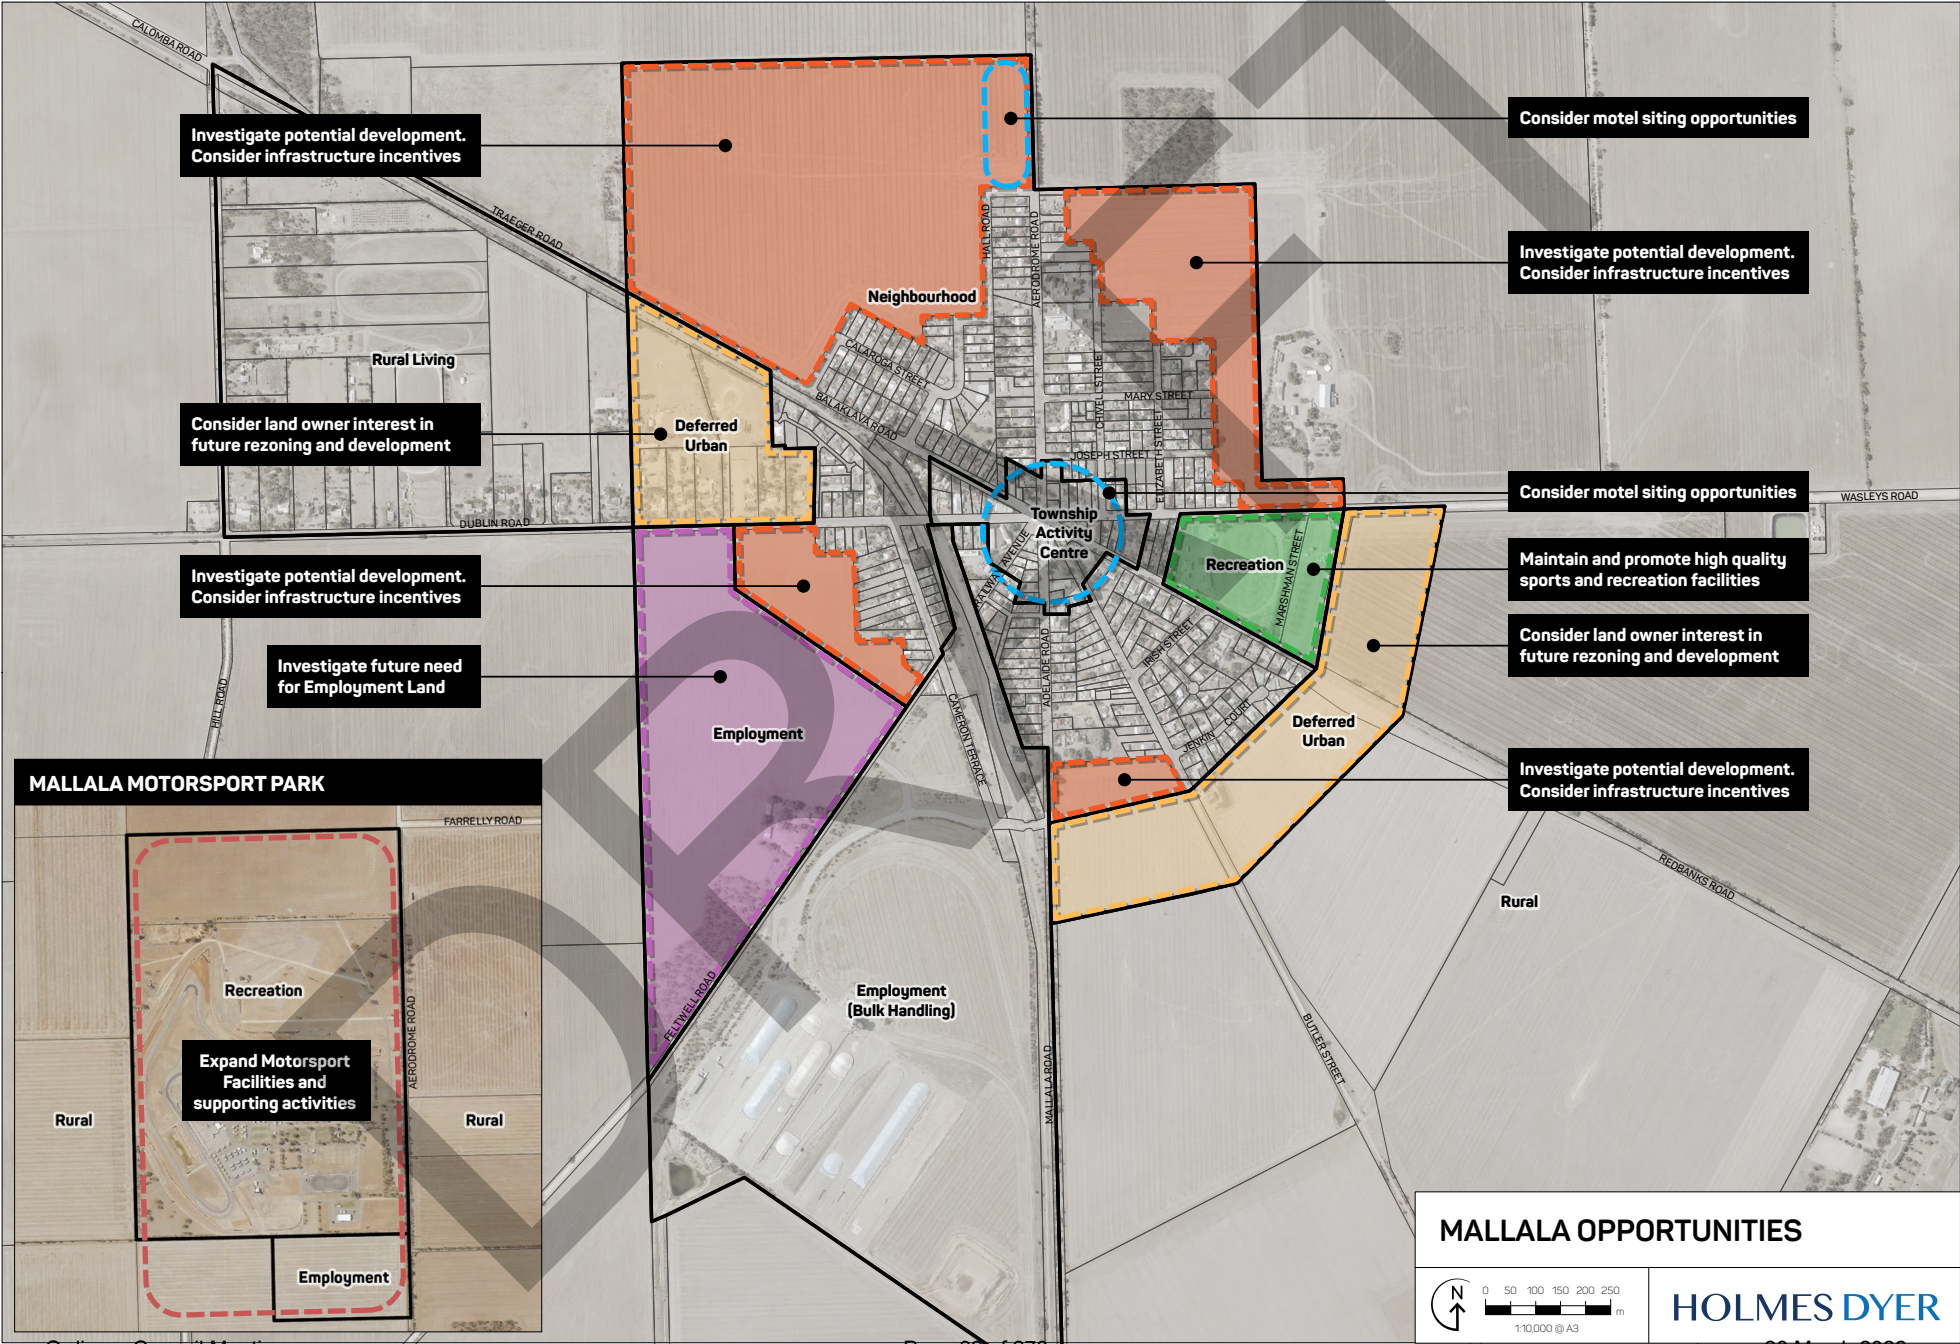 CALOMBA ROAD
Investigate potential development.
Consider infrastructure incentives
Consider motel siting opportunities
TRAEGER ROAD
HALL ROAD
AERODROME ROAD
Investigate potential development.
Consider infrastructure incentives
Neighbourhood
Rural Living
CALAROGA STREET
CHIVELL STREET
MARY STREET
BALAKLAVA ROAD
Consider land owner interest in
future rezoning and development
Deferred
Urban
JOSEPH STREET
ELIZABETH STREET
Consider motel siting opportunities
WASLEYS ROAD
DUBLIN ROAD
Township
Activity
Centre
RAILWAY AVENUE
Recreation
MARSHMAN STREET
Maintain and promote high quality
sports and recreation facilities
Investigate potential development.
Consider infrastructure incentives
Consider land owner interest in
future rezoning and development
Investigate future need
for Employment Land
HILL ROAD
IRISH STREET
ADELAIDE ROAD
CAMERON TERRACE
JENKIN COURT
Deferred
Urban
Employment
Investigate potential development.
Consider infrastructure incentives
MALLALA MOTORSPORT PARK
FARRELLY ROAD
REDBANKS ROAD
Rural
Recreation
AERODROME ROAD
FELTWELL ROAD
Employment
(Bulk Handling)
Expand Motorsport
Facilities and
supporting activities
Rural
Rural
MALLALA ROAD
BUTLER STREET
Employment
MALLALA OPPORTUNITIES
N
0 50 100 150 200 250
m
1:10,000 @ A3
HOLMES DYER